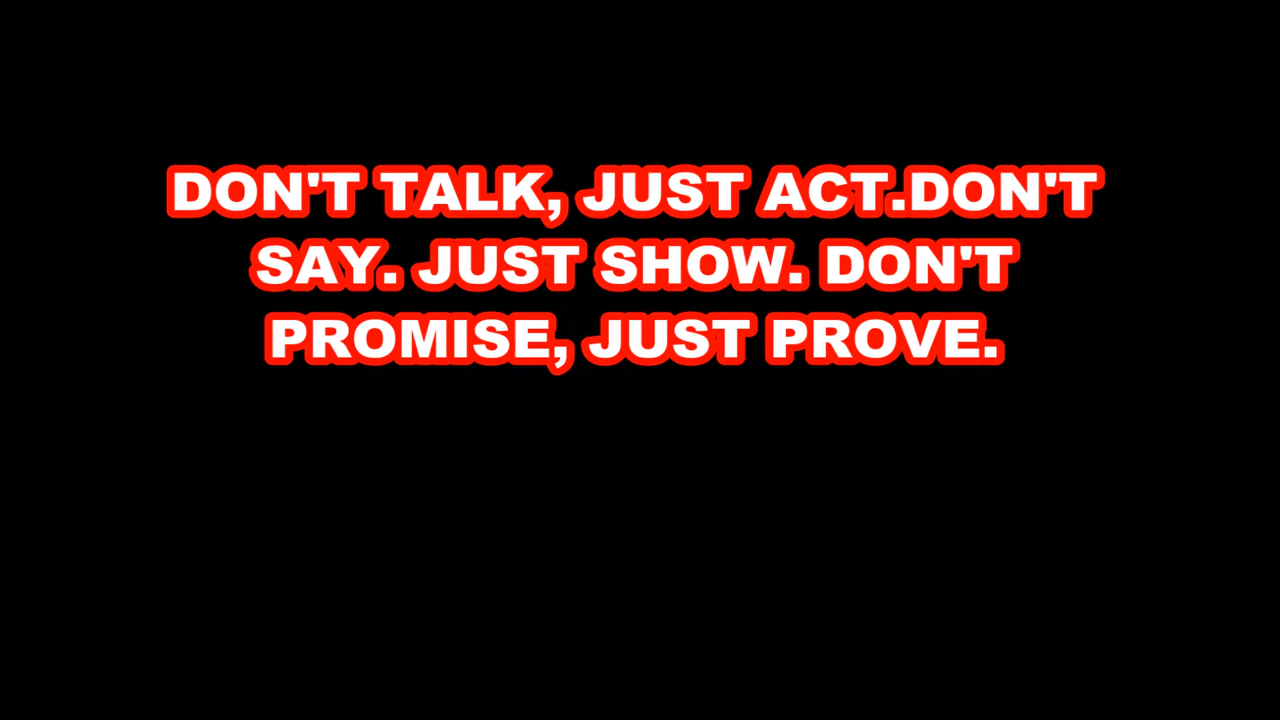 DON'T TALK, JUST ACT.DON'T
SAY. JUST SHOW. DON'T
PROMISE, JUST PROVE.